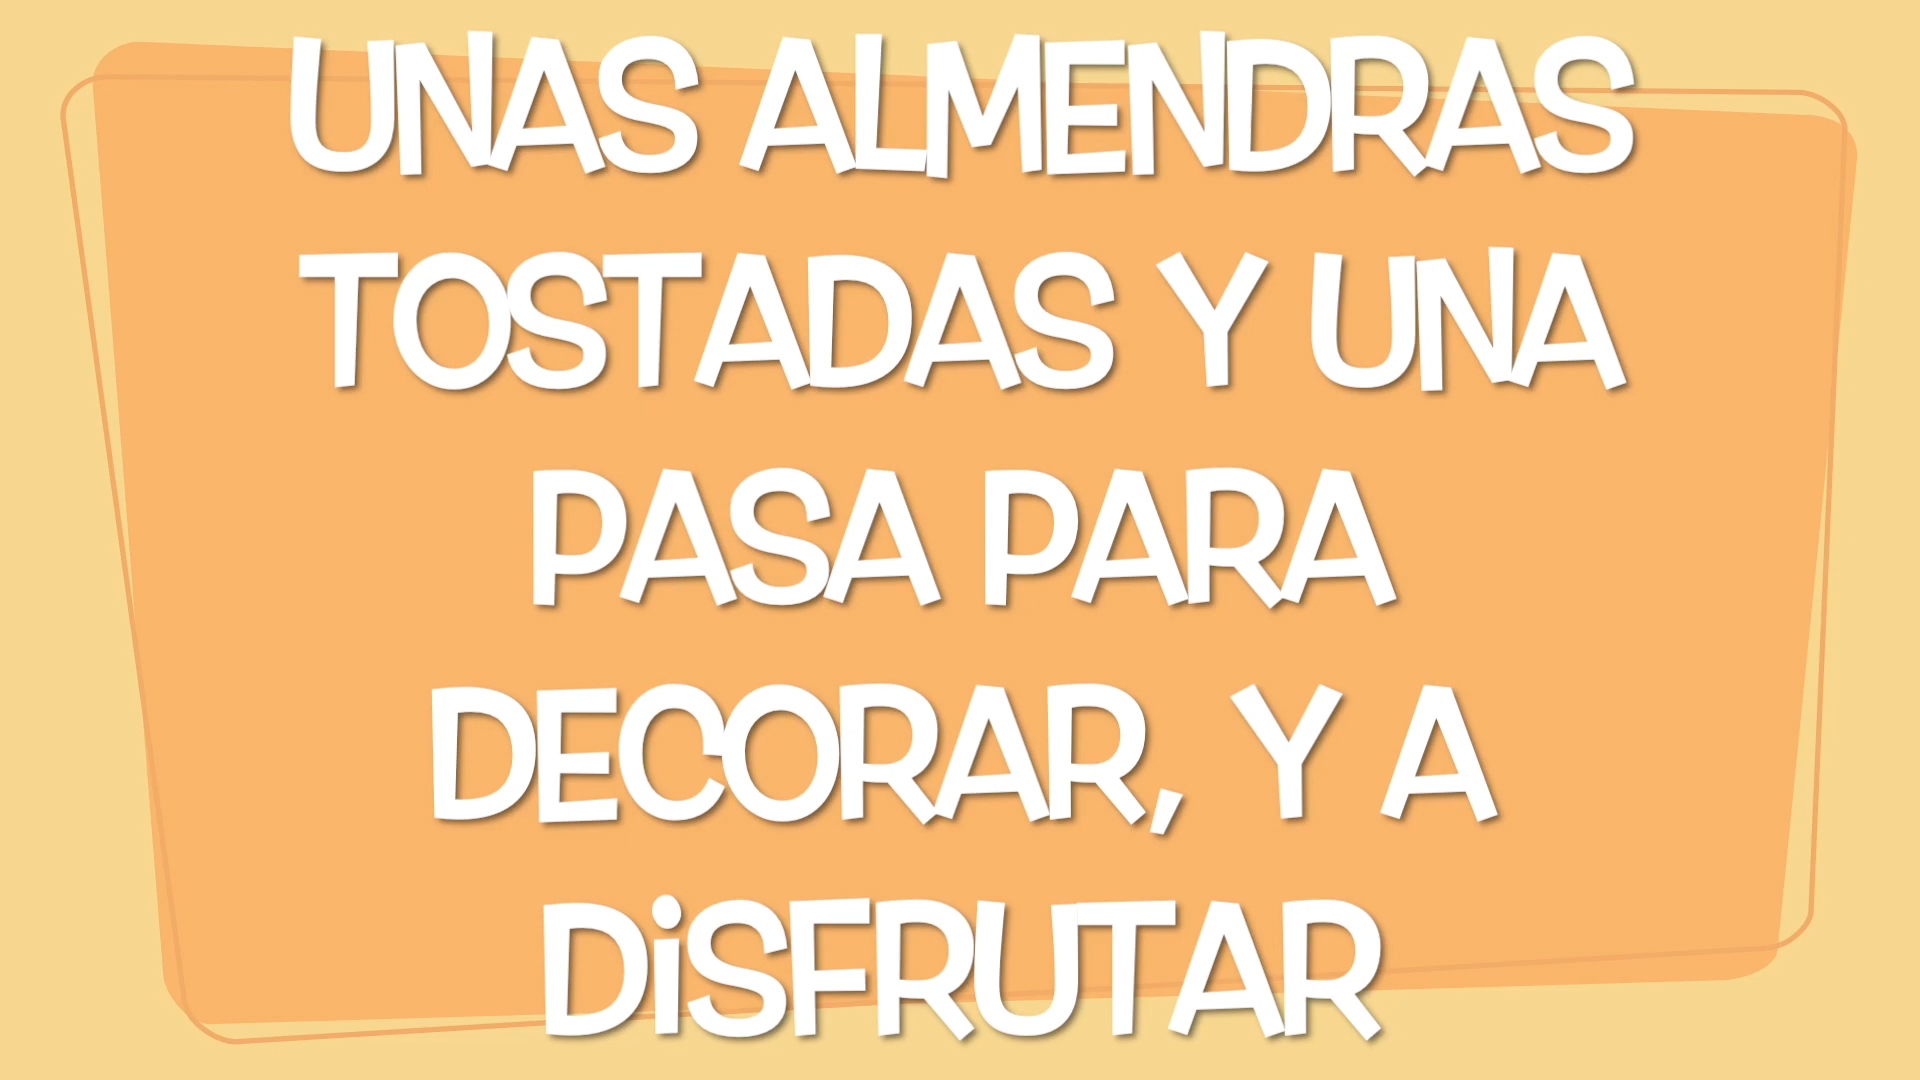 UNAS ALMENDRAS
TOSTADAS Y UNA
PASA PARA
DECORAR, Y A
DiSFRUTAR